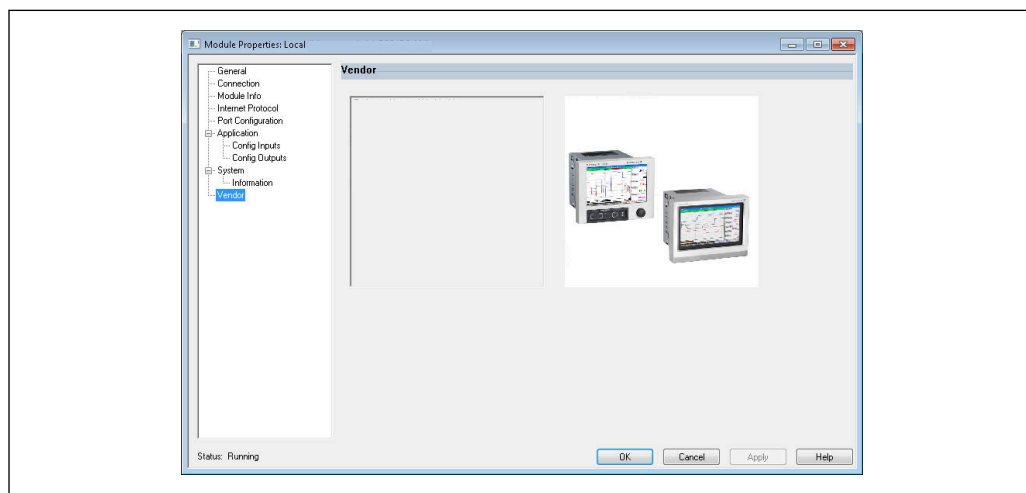 Module Properties: Local
General
Connection
Module Info
Internet Protocol
Port Configuration
Application
Config Inputs
Config Outputs
System
Information
Vendor
Vendor
Status: Running
OK
Cancel
Apply
Help